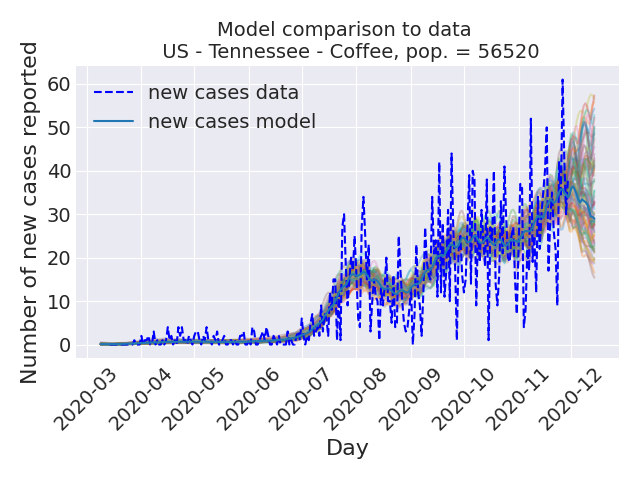 Model comparison to data
US - Tennessee - Coffee, pop. = 56520
Number of new cases reported
60
50
40
30
20
10
0
new cases data
new cases model
2020-03
2020-04
2020-05
2020-06
2020-07
2020-08
2020-09
2020-10
2020-11
2020-12
Day